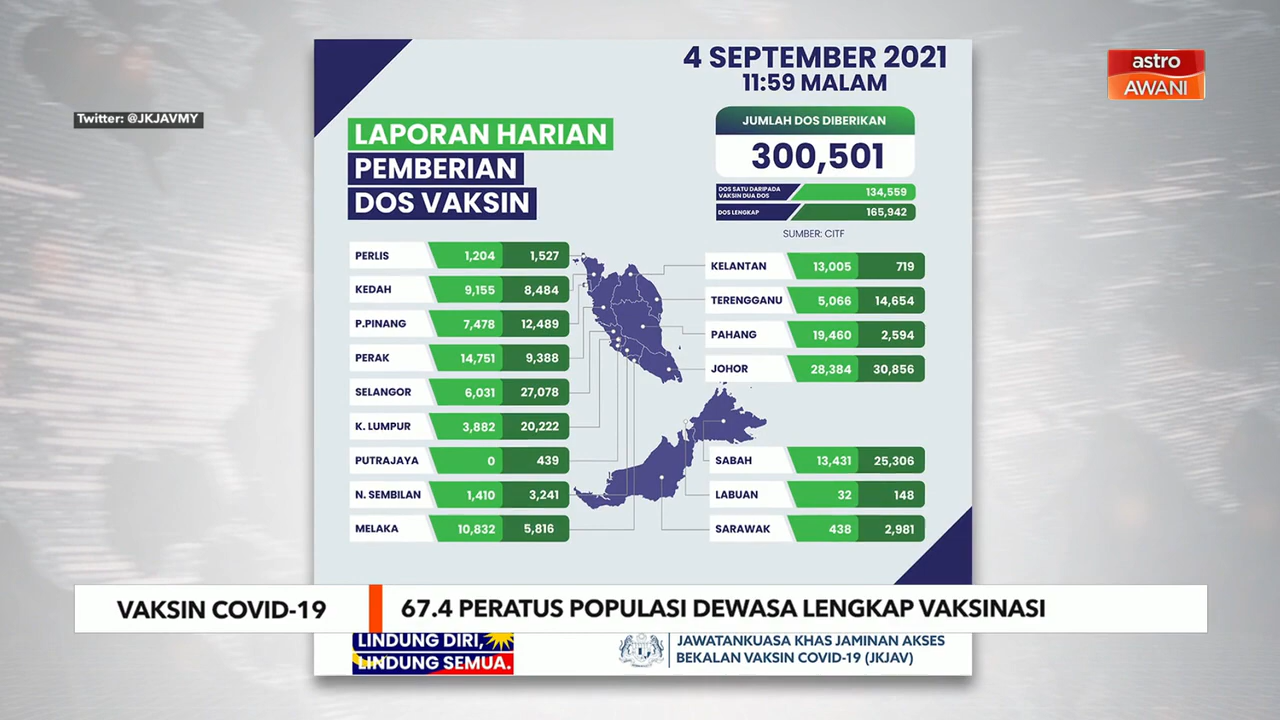 4 SEPTEMBER 2021
11:59 MALAM
astro
AWANI
Twitter: @JKJAVMY
LAPORAN HARIAN
PEMBERIAN
DOS VAKSIN
JUMLAH DOS DIBERIKAN
300,501
DOS SATU DARIPADA
VAKSIN DUA DOS
134,559
DOS LENGKAP 165,942
SUMBER: CITF
PERLIS 1,204 1,527
KEDAH 9,155 8,484
P.PINANG 7,478 12,489
PERAK 14,751 9,388
SELANGOR 6,031 27,078
K. LUMPUR 3,882 20,222
PUTRAJAYA 0 439
N. SEMBILAN 1,410 3,241
MELAKA 10,832 5,816
KELANTAN 13,005 719
TERENGGANU 5,066 14,654
PAHANG 19,460 2,594
JOHOR 28,384 30,856
SABAH 13,431 25,306
LABUAN 32 148
SARAWAK 438 2,981
VAKSIN COVID-19
67.4 PERATUS POPULASI DEWASA LENGKAP VAKSINASI
LINDUNG DIRI,
LINDUNG SEMUA.
JAWATANKUASA KHAS JAMINAN AKSES
BEKALAN VAKSIN COVID-19 (JKJAV)